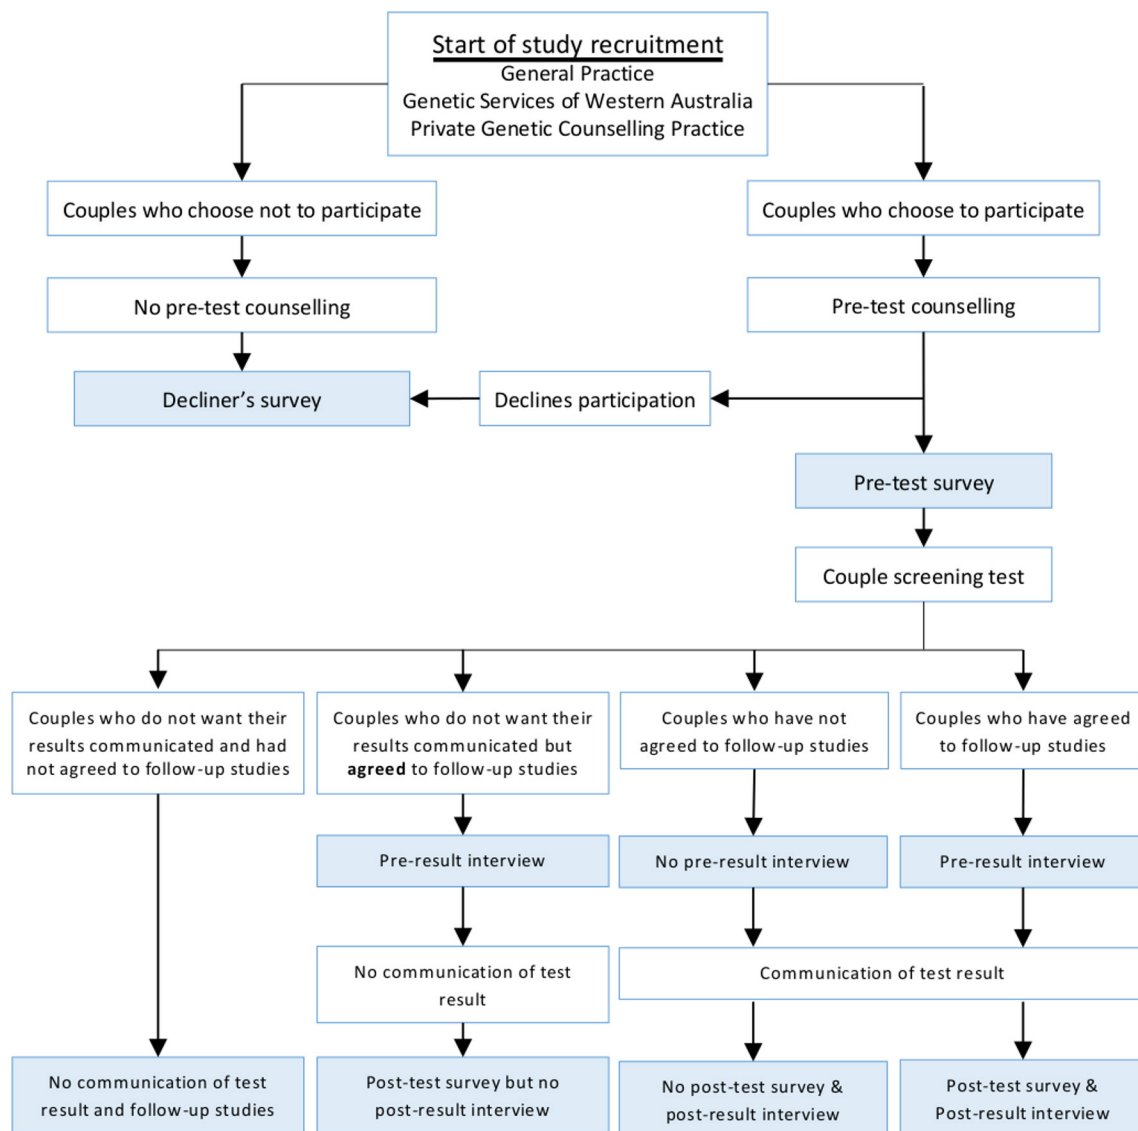 Start of study recruitment
General Practice
Genetic Services of Western Australia
Private Genetic Counselling Practice
Couples who choose not to participate
Couples who choose to participate
No pre-test counselling
Pre-test counselling
Decliner’s survey
Declines participation
Pre-test survey
Couple screening test
Couples who do not want their
results communicated and had
not agreed to follow-up studies
Couples who do not want their
results communicated but
agreed to follow-up studies
Couples who have not
agreed to follow-up studies
Couples who have agreed
to follow-up studies
Pre-result interview
No pre-result interview
Pre-result interview
No communication of test
result
Communication of test result
No communication of test
result and follow-up studies
Post-test survey but no
post-result interview
No post-test survey &
post-result interview
Post-test survey &
Post-result interview